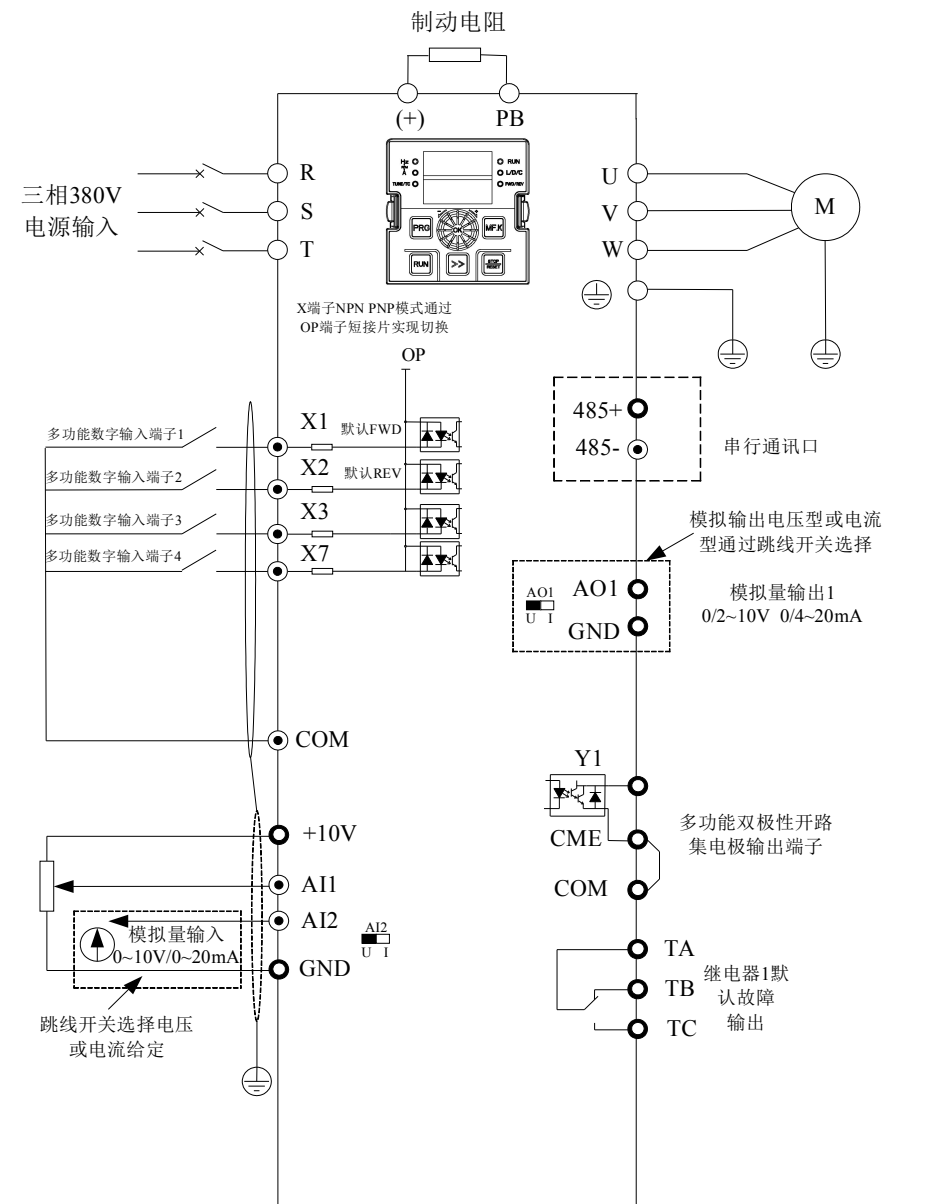 制动电阻
(+)
PB
Hz
RUN
A
L/D/C
TUNE/TC
FWD/REV
PRG
OK
MF.K
RUN
>>
STOP
RESET
三相380V
电源输入
R
S
T
U
V
W
M
X端子NPN PNP模式通过
OP端子短接片实现切换
OP
多功能数字输入端子1
X1
默认FWD
多功能数字输入端子2
X2
默认REV
多功能数字输入端子3
X3
多功能数字输入端子4
X7
COM
485+
485-
串行通讯口
模拟输出电压型或电流
型通过跳线开关选择
AO1
U I
AO1
GND
模拟量输出1
0/2~10V 0/4~20mA
Y1
CME
COM
多功能双极性开路
集电极输出端子
+10V
AI1
AI2
GND
AI2
U I
模拟量输入
0~10V/0~20mA
跳线开关选择电压
或电流给定
TA
TB
TC
继电器1默
认故障
输出